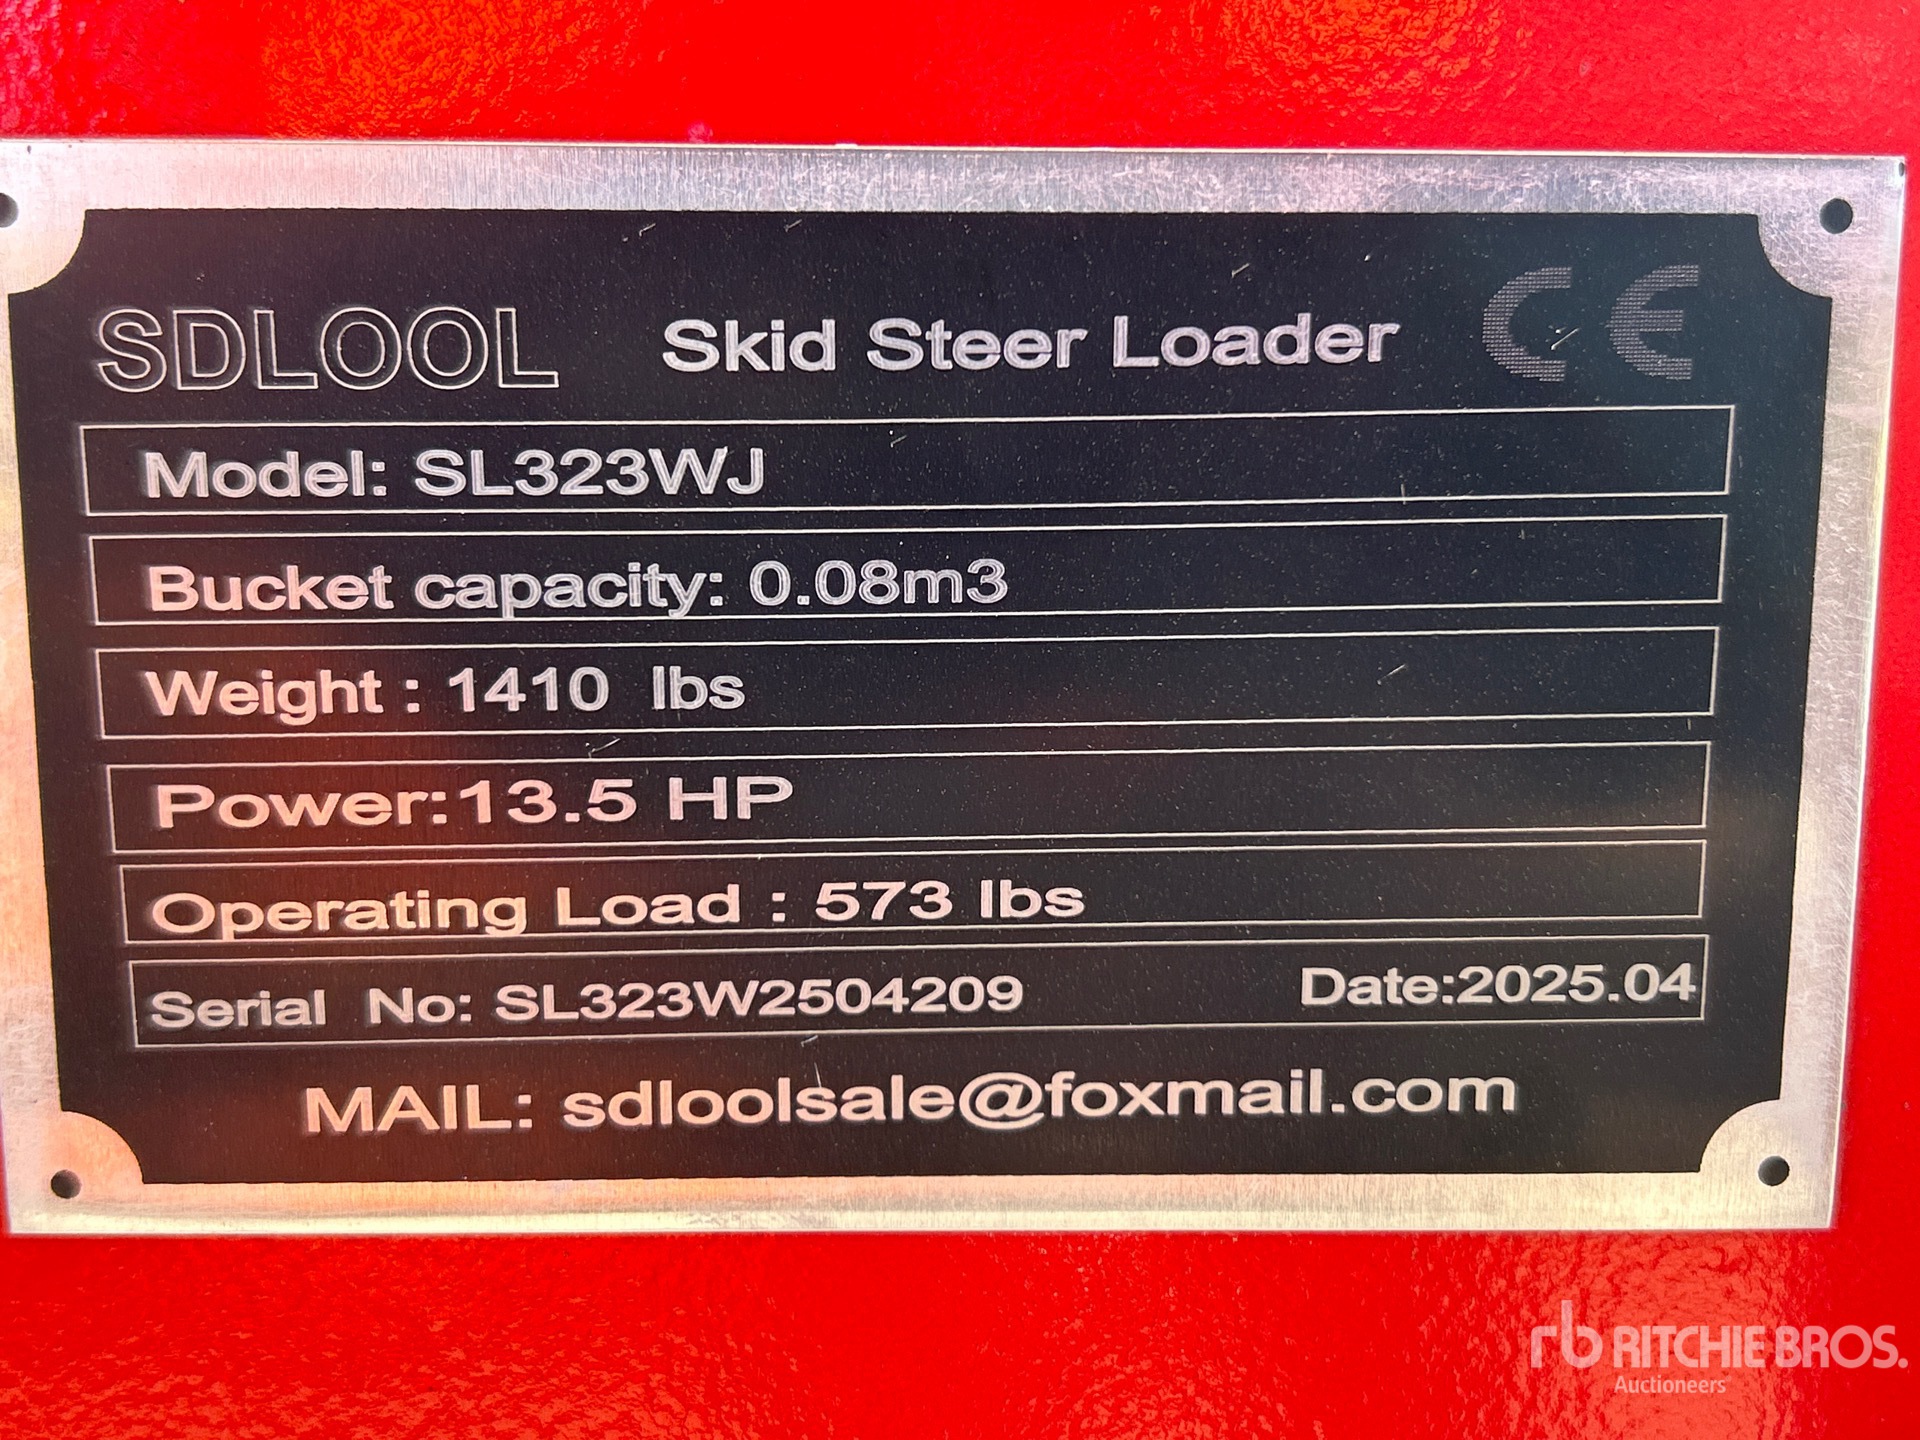 SDLOOL Skid Steer Loader CE
Model: SL323WJ
Bucket capacity: 0.08m3
Weight : 1410 lbs
Power:13.5 HP
Operating Load : 573 lbs
Serial No: SL323W2504209 Date:2025.04
MAIL: sdloolsale@foxmail.com
rb RITCHIE BROS.
Auctioneers